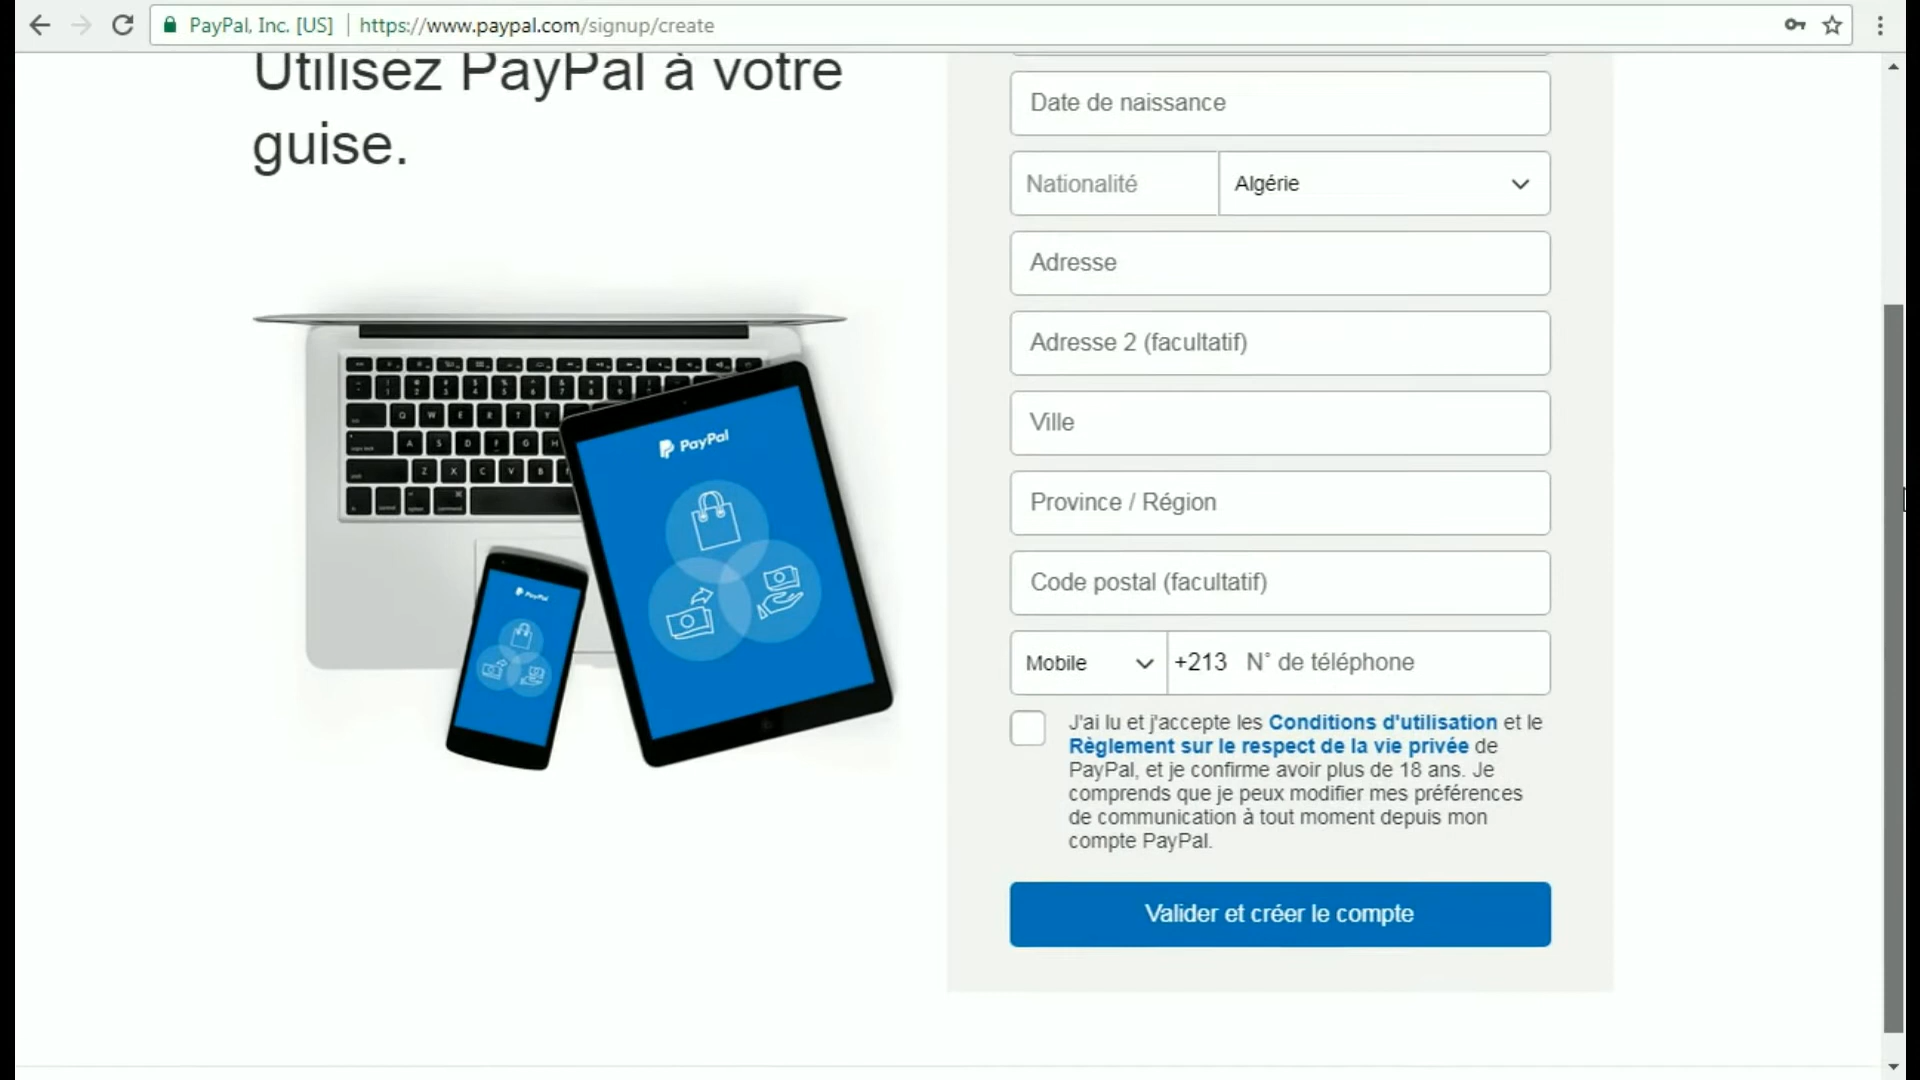 PayPal, Inc. [US] https://www.paypal.com/signup/create
Utilisez PayPal à votre
guise.
PayPal
PayPal
Date de naissance
Nationalité Algérie
Adresse
Adresse 2 (facultatif)
Ville
Province / Région
Code postal (facultatif)
Mobile +213 N° de téléphone
J'ai lu et j'accepte les Conditions d'utilisation et le
Règlement sur le respect de la vie privée de
PayPal, et je confirme avoir plus de 18 ans. Je
comprends que je peux modifier mes préférences
de communication à tout moment depuis mon
compte PayPal.
Valider et créer le compte